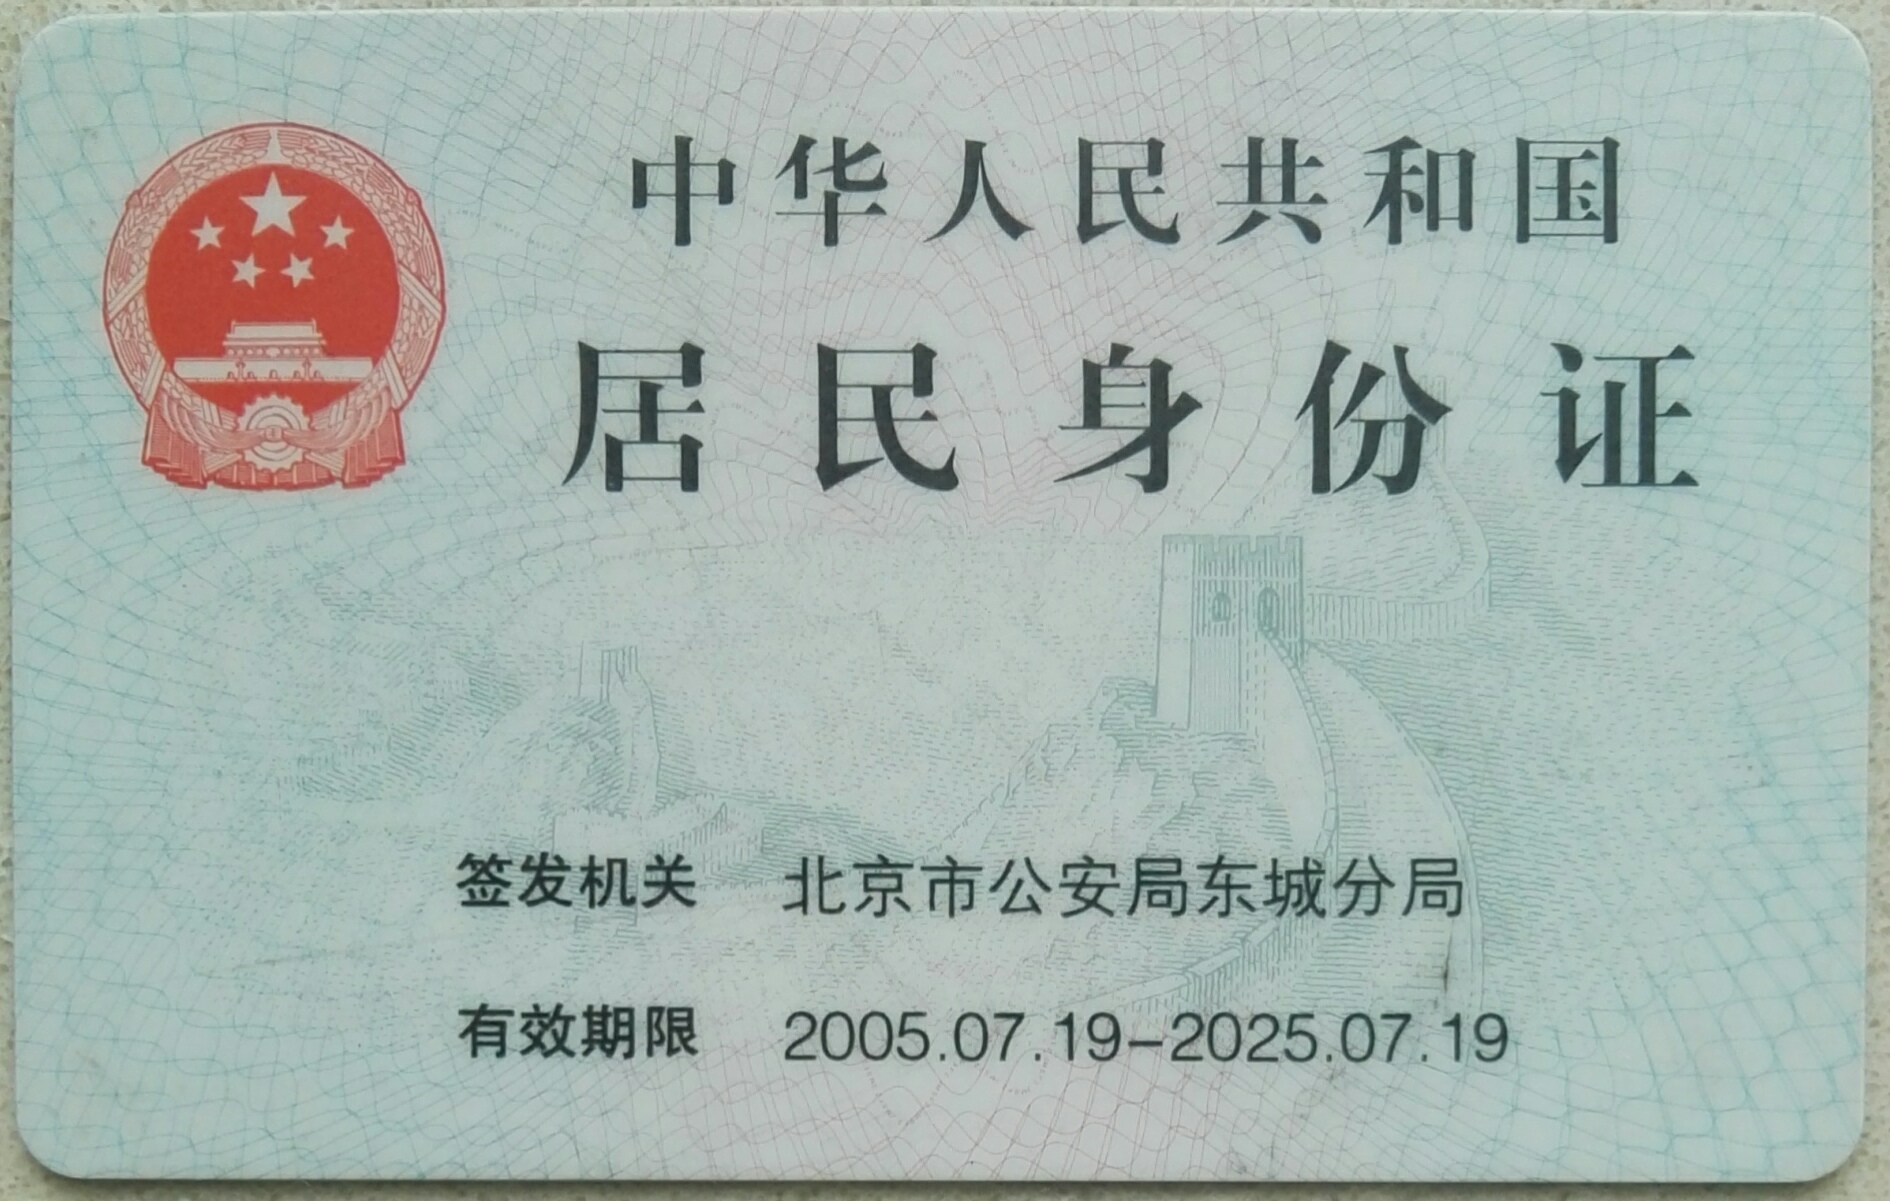 中华人民共和国
居民身份证
签发机关 北京市公安局东城分局
有效期限 2005.07.19-2025.07.19